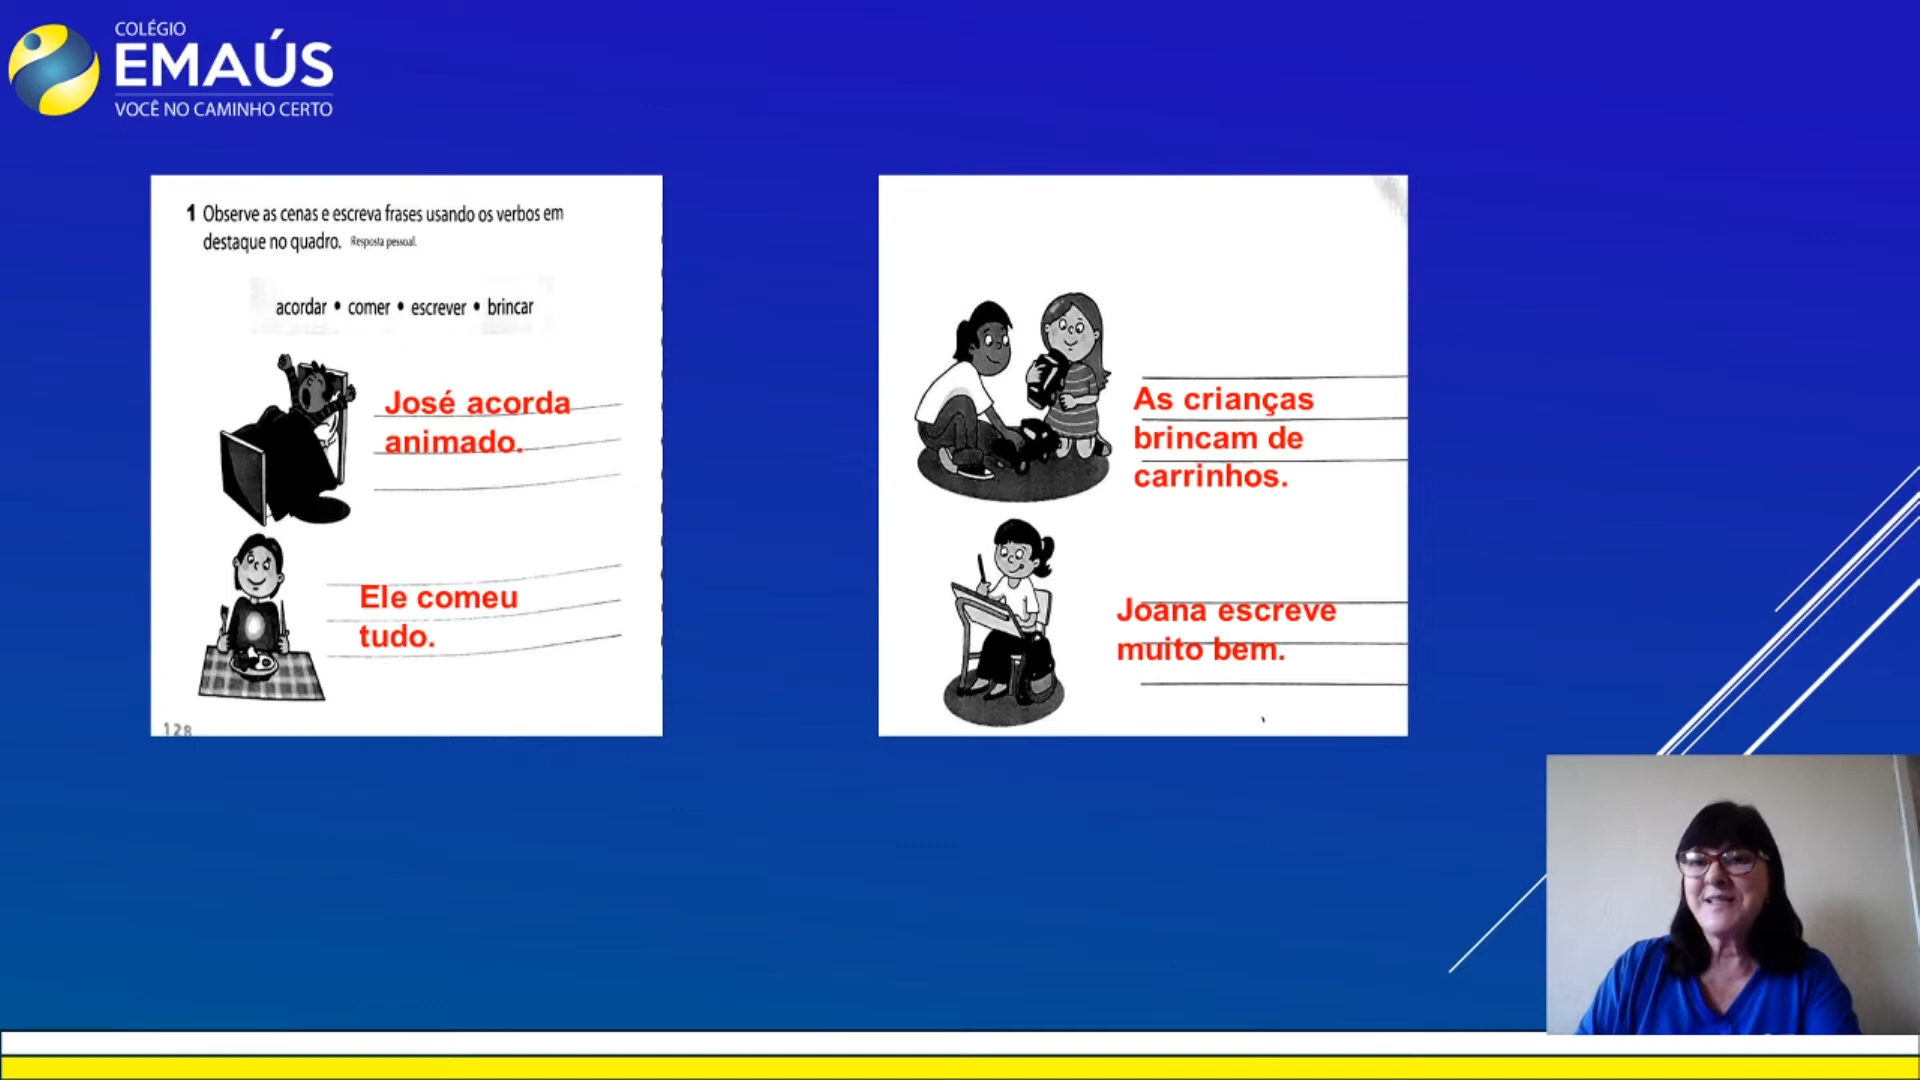 COLÉGIO
EMAÚS
VOCÊ NO CAMINHO CERTO
1 Observe as cenas e escreva frases usando os verbos em
destaque no quadro. Resposta pessoal.
acordar • comer • escrever • brincar
José acorda
animado.
Ele comeu
tudo.
128
As crianças
brincam de
carrinhos.
Joana escreve
muito bem.